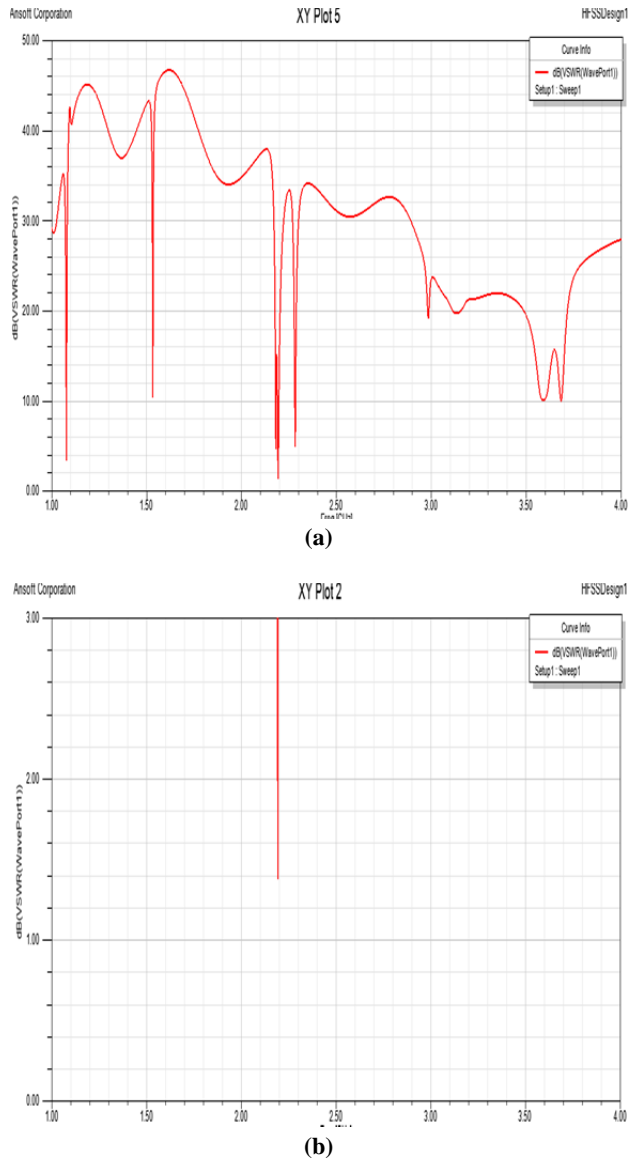 Ansoft Corporation
XY Plot 5
HFSSDesign1
Curve Info
dB(VSWR(WavePort1))
Setup1 : Sweep1
50.00
40.00
30.00
20.00
10.00
0.00
dB(VSWR(WavePort1))
1.00 1.50 2.00 2.50 3.00 3.50 4.00
(a)
Ansoft Corporation
XY Plot 2
HFSSDesign1
Curve Info
dB(VSWR(WavePort1))
Setup1 : Sweep1
3.00
2.00
1.00
0.00
dB(VSWR(WavePort1))
1.00 1.50 2.00 2.50 3.00 3.50 4.00
(b)